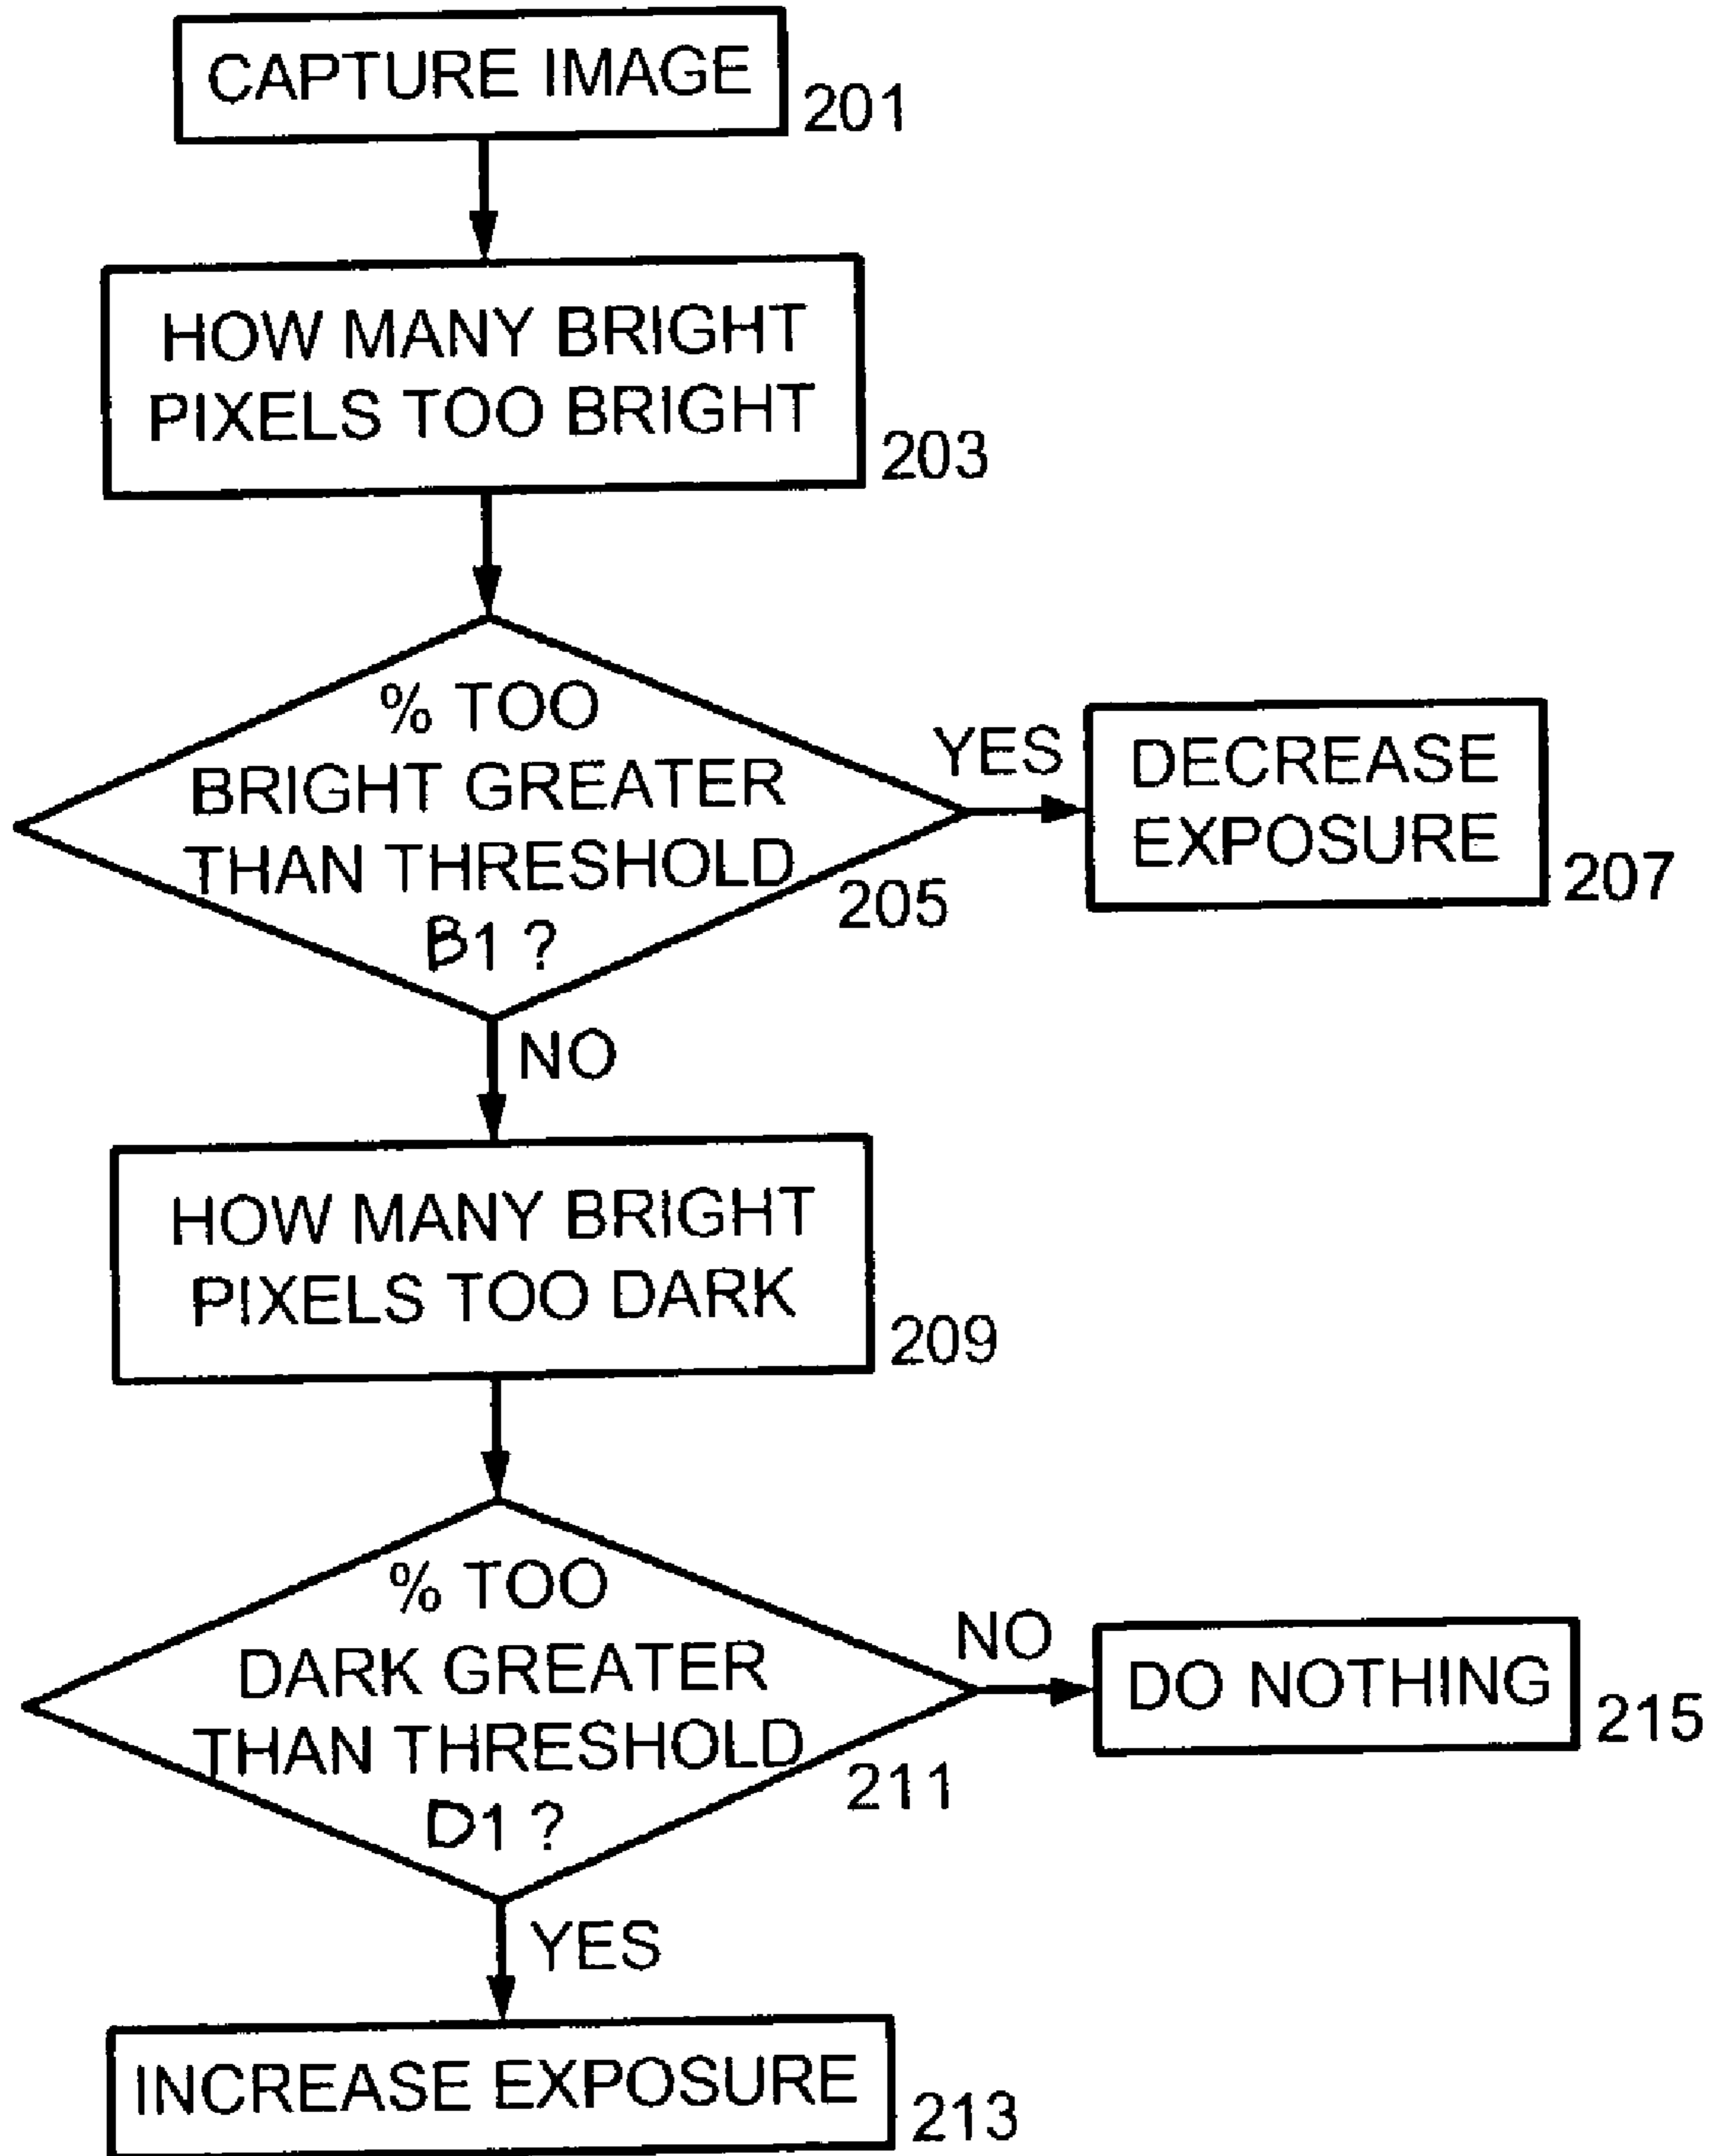 CAPTURE IMAGE
201
HOW MANY BRIGHT
PIXELS TOO BRIGHT
203
% TOO
BRIGHT GREATER
THAN THRESHOLD
B1 ?
205
YES
DECREASE
EXPOSURE
207
NO
HOW MANY BRIGHT
PIXELS TOO DARK
209
% TOO
DARK GREATER
THAN THRESHOLD
D1 ?
211
NO
DO NOTHING
215
YES
INCREASE EXPOSURE
213